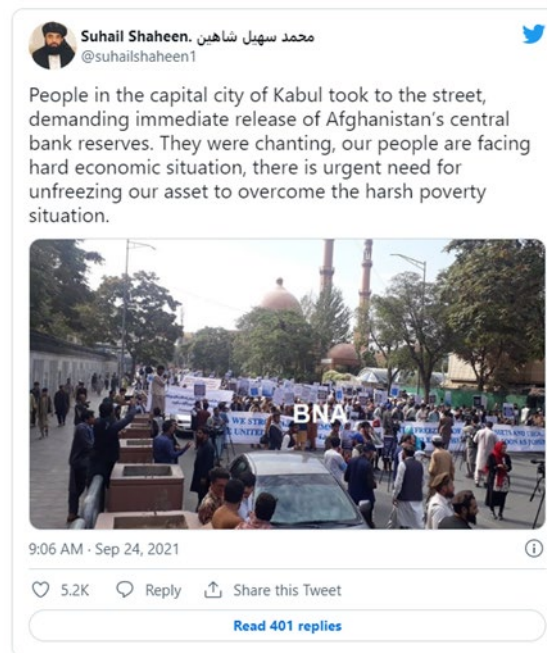 Suhail Shaheen. محمد سهیل شاهین
@suhailshaheen1
People in the capital city of Kabul took to the street,
demanding immediate release of Afghanistan's central
bank reserves. They were chanting, our people are facing
hard economic situation, there is urgent need for
unfreezing our asset to overcome the harsh poverty
situation.
BNA
WE STR
E UNITED
9:06 AM · Sep 24, 2021
5.2K
Reply
Share this Tweet
Read 401 replies